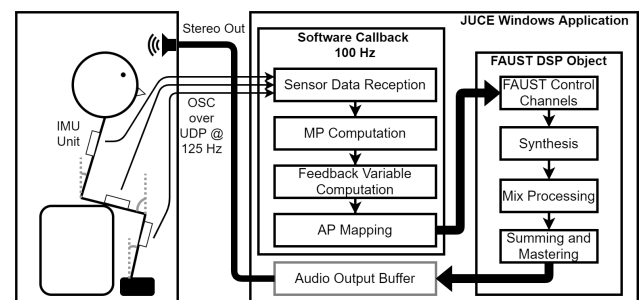 JUCE Windows Application
Stereo Out
Software Callback
100 Hz
Sensor Data Reception
MP Computation
Feedback Variable
Computation
AP Mapping
FAUST DSP Object
FAUST Control
Channels
Synthesis
Mix Processing
Summing and
Mastering
Audio Output Buffer
IMU
Unit
OSC
over
UDP @
125 Hz